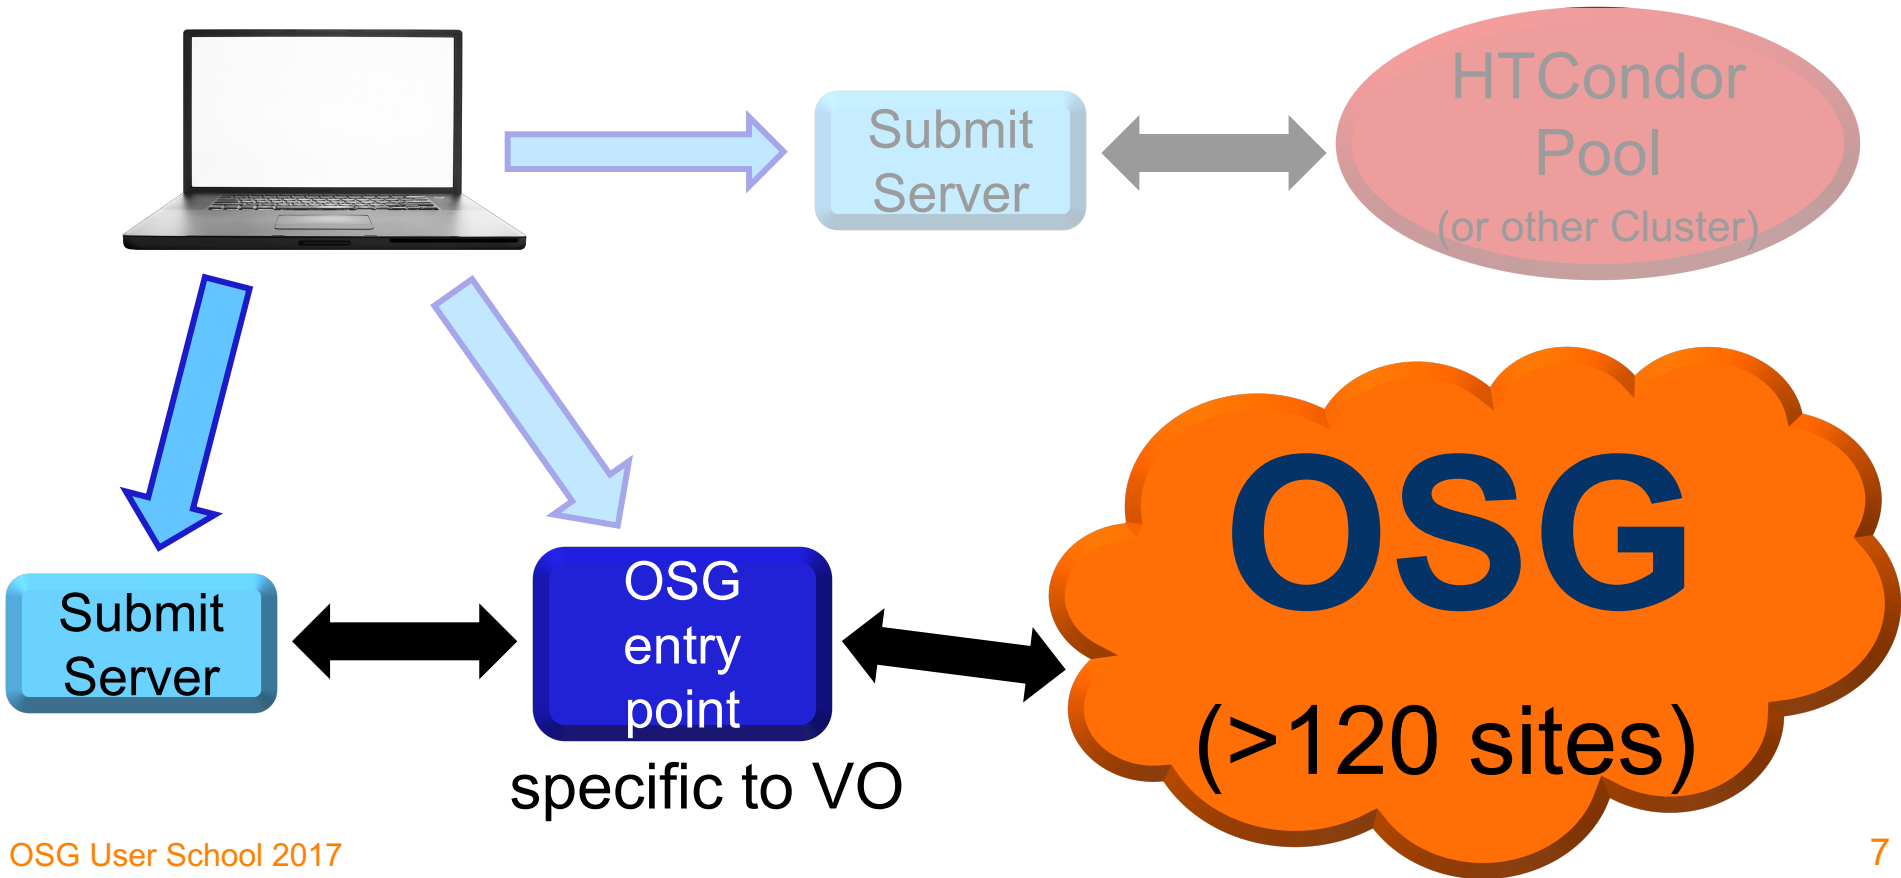 Submit
Server
HTCondor
Pool
(or other Cluster)
Submit
Server
OSG
entry
point
specific to VO
OSG
(>120 sites)
OSG User School 2017
7